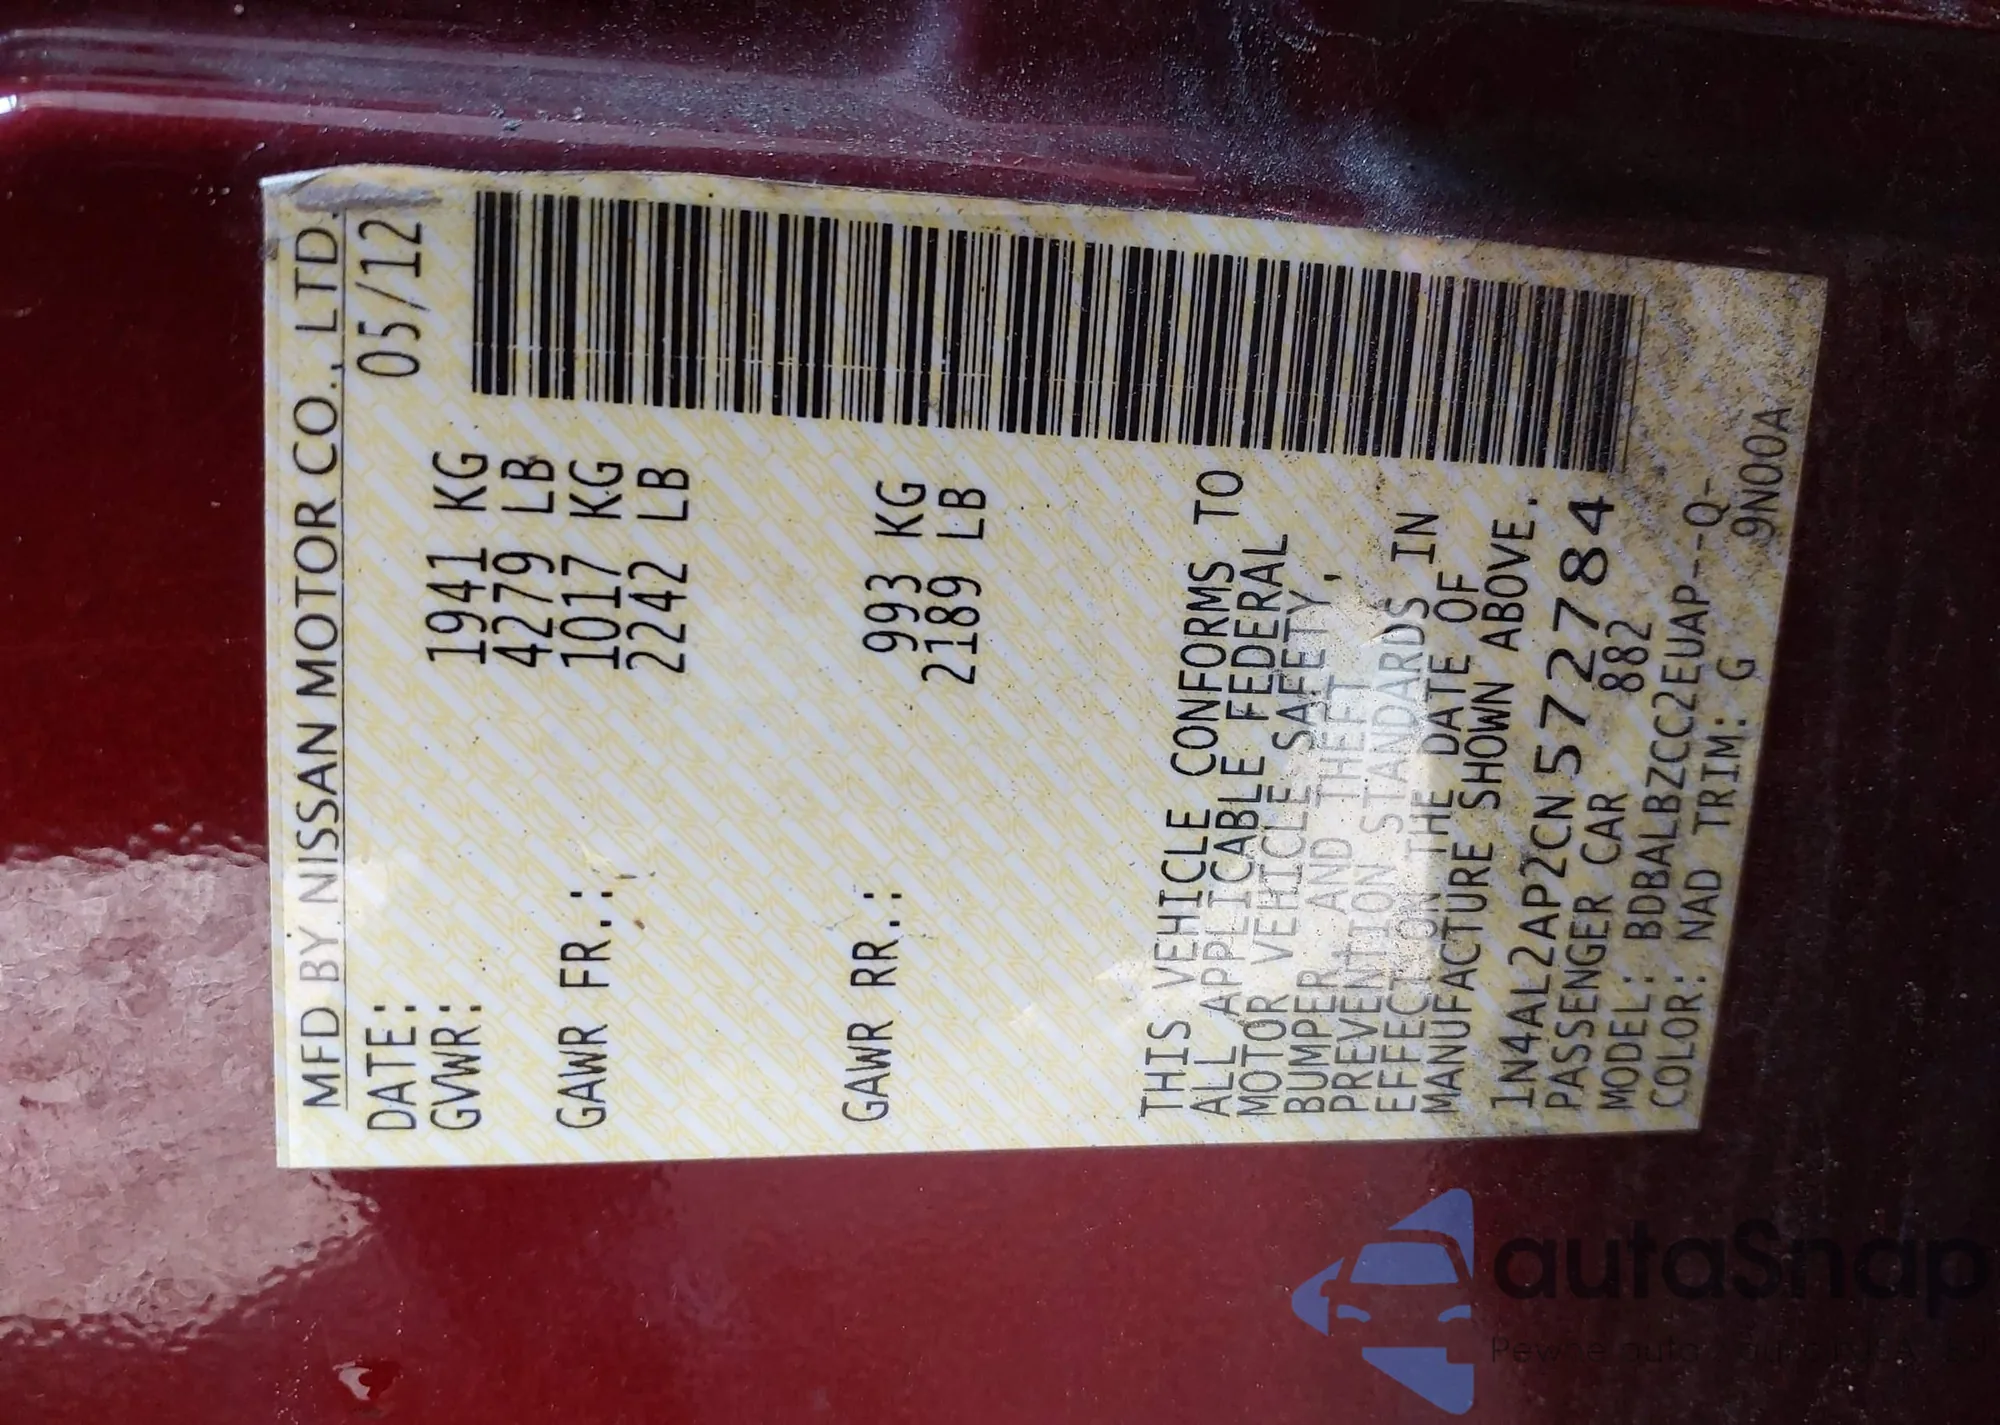 MFD BY NISSAN MOTOR CO., LTD.
DATE: 05/12
GVWR: 1941 KG
4279 LB
GAWR FR.: 1017 KG
2242 LB
GAWR RR.: 993 KG
2189 LB
THIS VEHICLE CONFORMS TO
ALL APPLICABLE FEDERAL
MOTOR VEHICLE SAFETY,
BUMPER AND THEFT
PREVENTION STANDARDS IN
EFFECT ON THE DATE OF
MANUFACTURE SHOWN ABOVE.
1N4AL2AP2CN572784
PASSENGER CAR 882
MODEL: BDBALBZCC2EUAP--Q-
COLOR: NAD TRIM: G 9N00A
autaSnap
Pewne auta